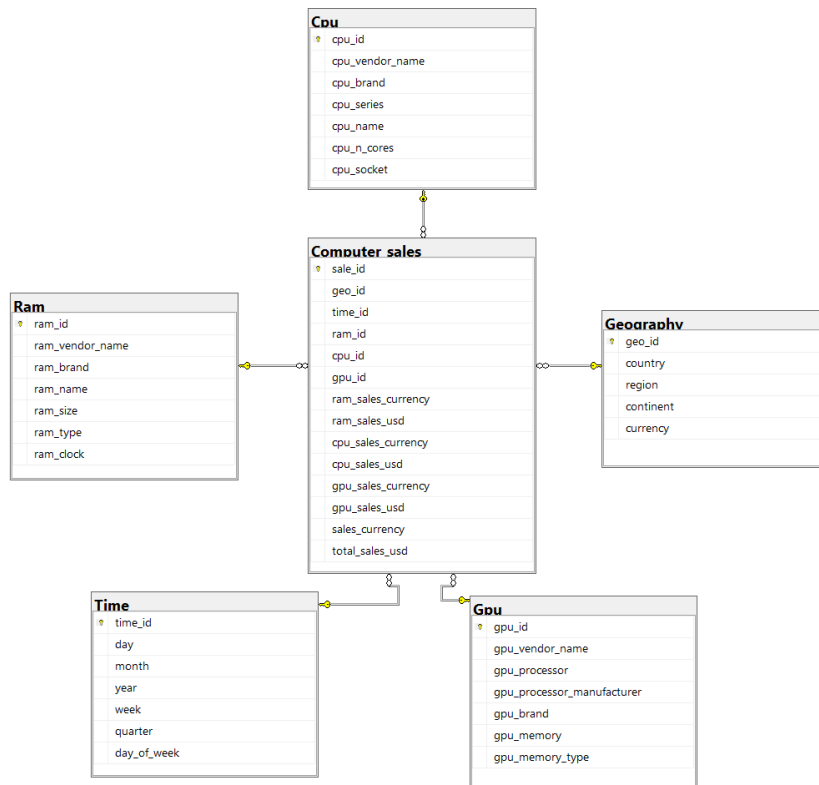 Cpu
cpu_id
cpu_vendor_name
cpu_brand
cpu_series
cpu_name
cpu_n_cores
cpu_socket
Computer_sales
sale_id
geo_id
time_id
ram_id
cpu_id
gpu_id
ram_sales_currency
ram_sales_usd
cpu_sales_currency
cpu_sales_usd
gpu_sales_currency
gpu_sales_usd
sales_currency
total_sales_usd
Ram
ram_id
ram_vendor_name
ram_brand
ram_name
ram_size
ram_type
ram_clock
Geography
geo_id
country
region
continent
currency
Time
time_id
day
month
year
week
quarter
day_of_week
Gpu
gpu_id
gpu_vendor_name
gpu_processor
gpu_processor_manufacturer
gpu_brand
gpu_memory
gpu_memory_type